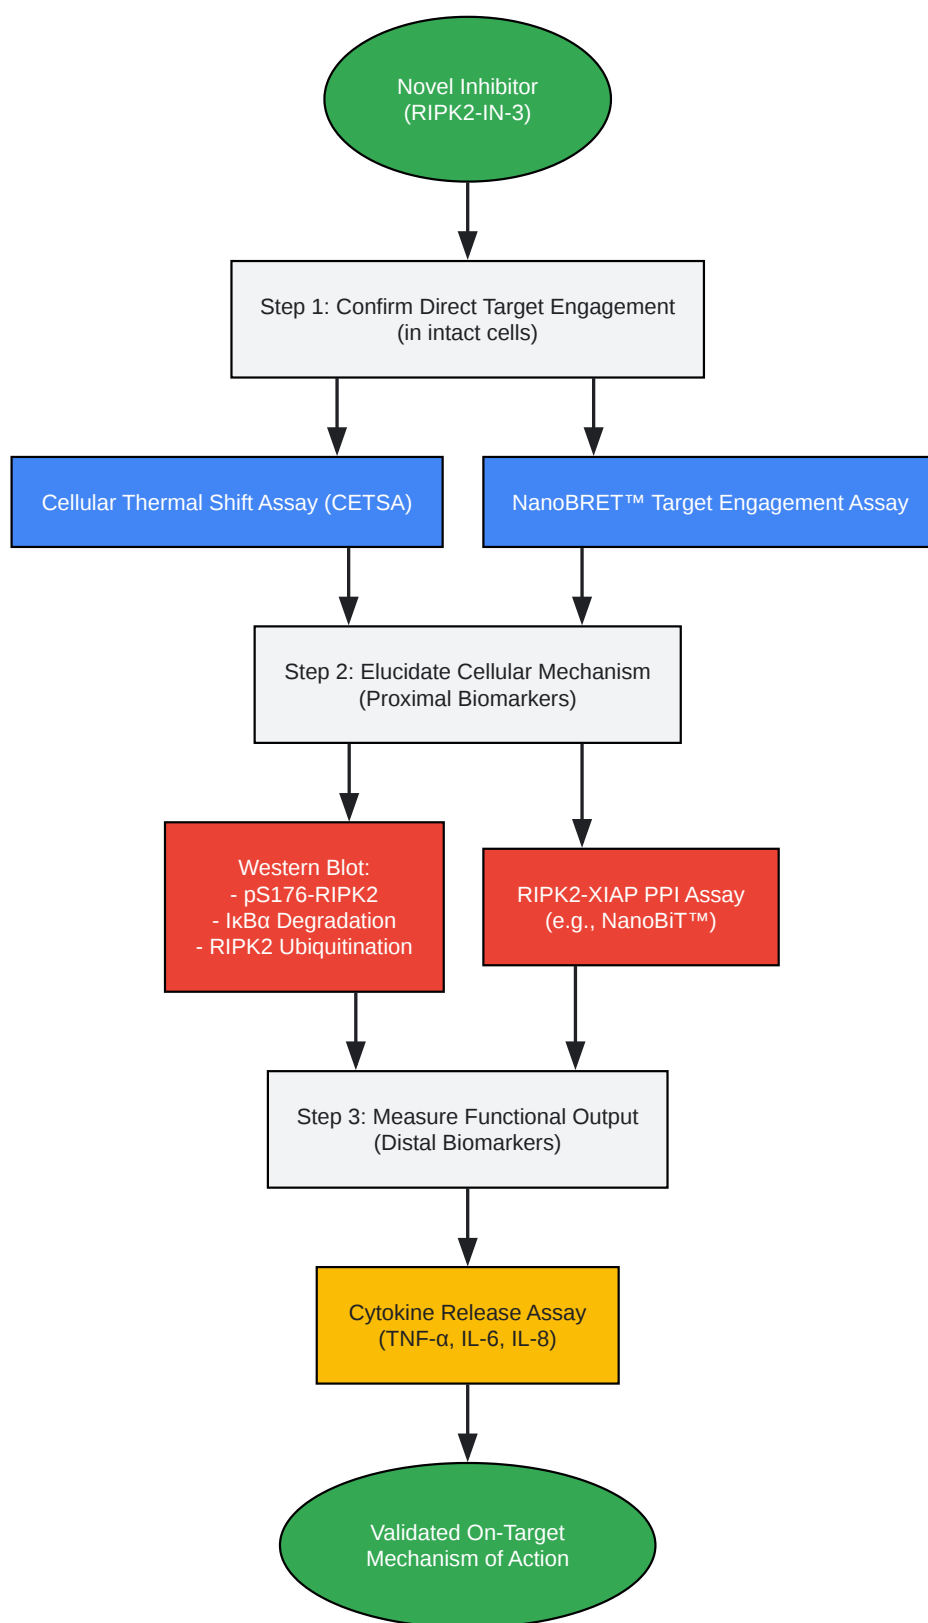 Novel Inhibitor
(RIPK2-IN-3)
Step 1: Confirm Direct Target Engagement
(in intact cells)
Cellular Thermal Shift Assay (CETSA)
NanoBRET™ Target Engagement Assay
Step 2: Elucidate Cellular Mechanism
(Proximal Biomarkers)
Western Blot:
- pS176-RIPK2
- IκBα Degradation
- RIPK2 Ubiquitination
RIPK2-XIAP PPI Assay
(e.g., NanoBiT™)
Step 3: Measure Functional Output
(Distal Biomarkers)
Cytokine Release Assay
(TNF-α, IL-6, IL-8)
Validated On-Target
Mechanism of Action